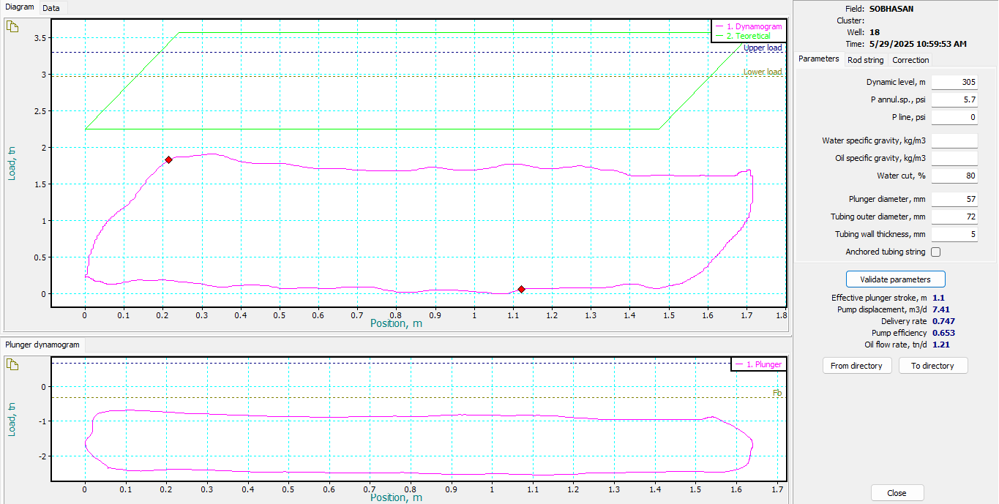 Diagram Data
3.5
3
2.5
2
1.5
1
0.5
0
Load, tn
1. Dynamogram
2. Teoretical
Upper load
Lower load
0 0.1 0.2 0.3 0.4 0.5 0.6 0.7 0.8 0.9 1 1.1 1.2 1.3 1.4 1.5 1.6 1.7 1.8
Position, m
Plunger dynamogram
0
-1
-2
Load, tn
1. Plunger
Fb
0 0.1 0.2 0.3 0.4 0.5 0.6 0.7 0.8 0.9 1 1.1 1.2 1.3 1.4 1.5 1.6 1.7
Position, m
Field: SOBHASAN
Cluster:
Well: 18
Time: 5/29/2025 10:59:53 AM
Parameters Rod string Correction
Dynamic level, m 305
P annul.sp., psi 5.7
P line, psi 0
Water specific gravity, kg/m3
Oil specific gravity, kg/m3
Water cut, % 80
Plunger diameter, mm 57
Tubing outer diameter, mm 72
Tubing wall thickness, mm 5
Anchored tubing string
Validate parameters
Effective plunger stroke, m 1.1
Pump displacement, m3/d 7.41
Delivery rate 0.747
Pump efficiency 0.653
Oil flow rate, tn/d 1.21
From directory To directory
Close